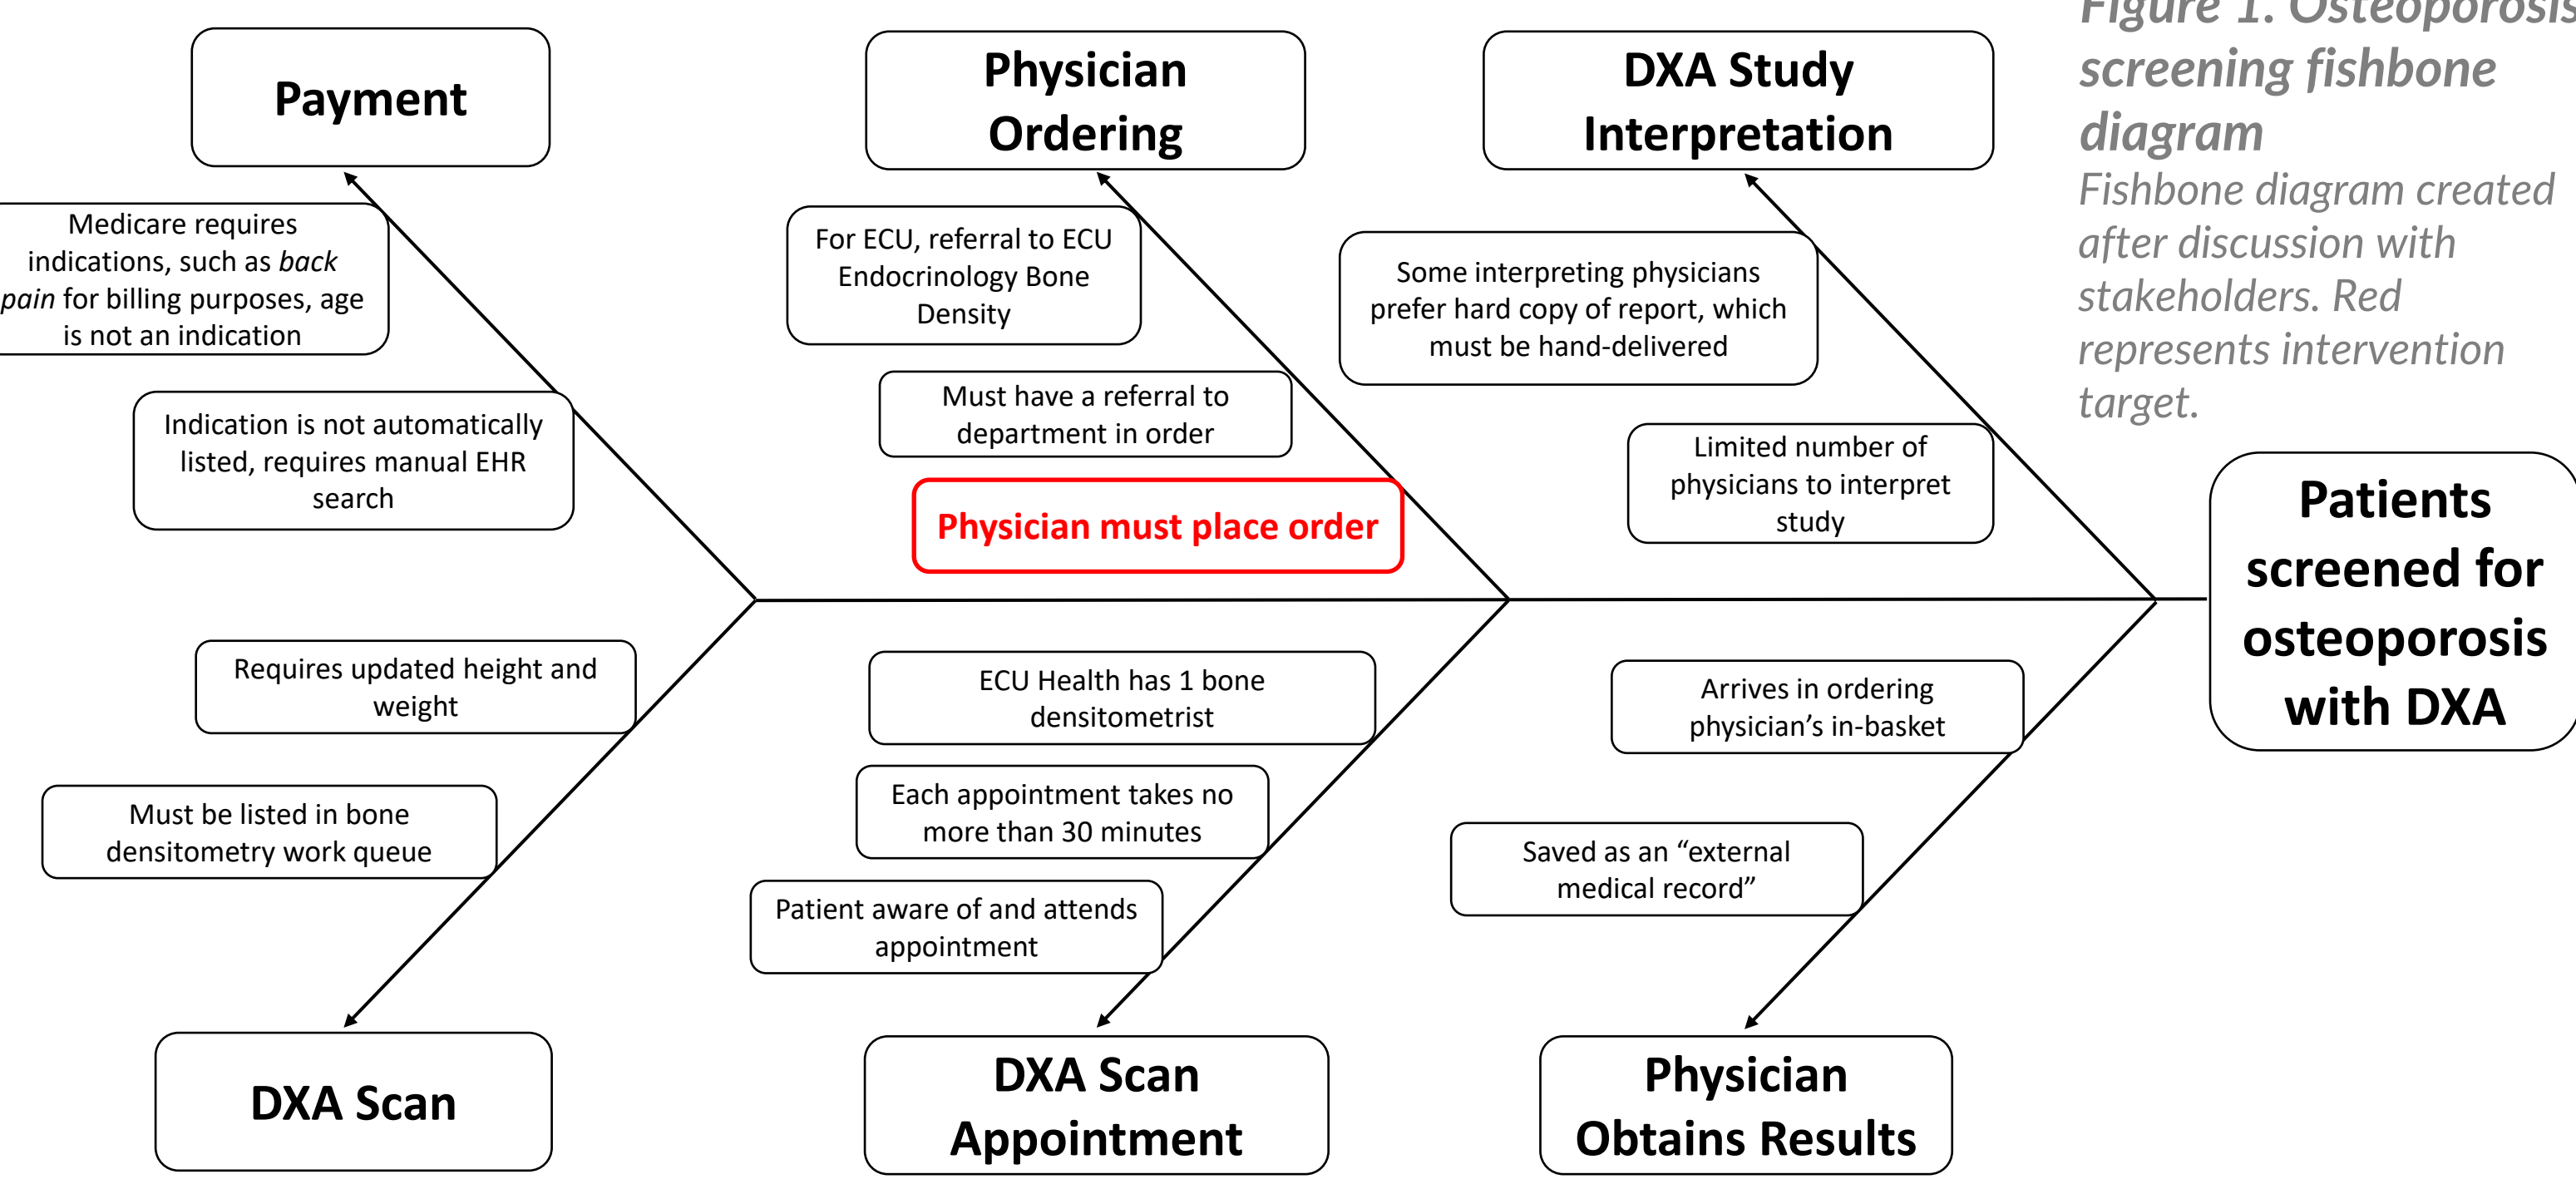 Figure 1. Osteoporosis
screening fishbone
diagram
Fishbone diagram created
after discussion with
stakeholders. Red
represents intervention
target.
Payment
Medicare requires
indications, such as back
pain for billing purposes, age
is not an indication
Indication is not automatically
listed, requires manual EHR
search
Physician
Ordering
For ECU, referral to ECU
Endocrinology Bone
Density
Must have a referral to
department in order
Physician must place order
DXA Study
Interpretation
Some interpreting physicians
prefer hard copy of report, which
must be hand-delivered
Limited number of
physicians to interpret
study
Patients
screened for
osteoporosis
with DXA
Requires updated height and
weight
Must be listed in bone
densitometry work queue
DXA Scan
ECU Health has 1 bone
densitometrist
Each appointment takes no
more than 30 minutes
Patient aware of and attends
appointment
DXA Scan
Appointment
Arrives in ordering
physician’s in-basket
Saved as an “external
medical record”
Physician
Obtains Results